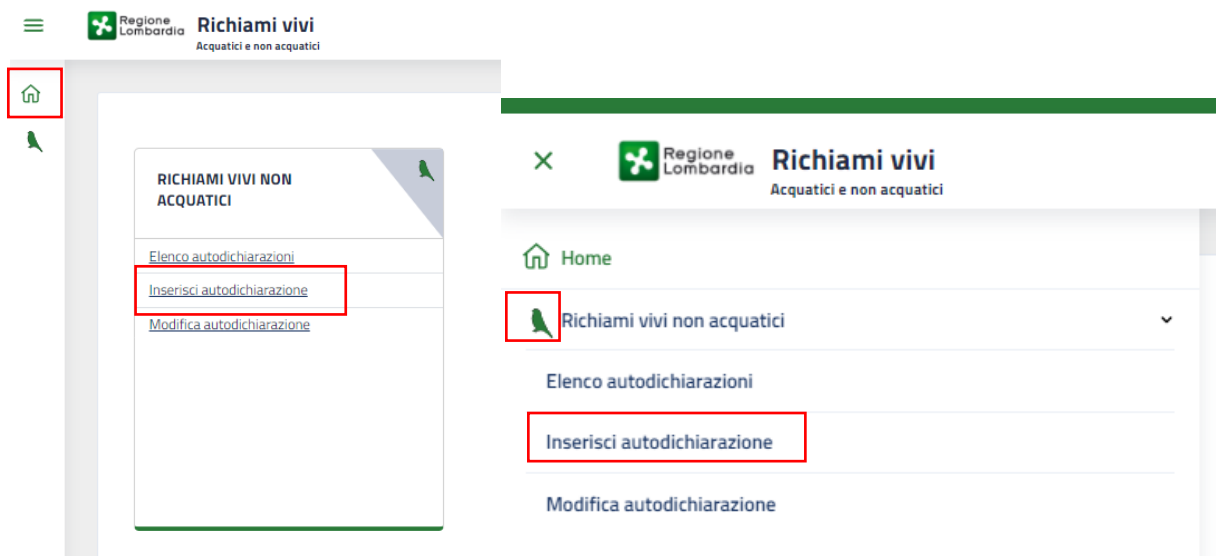 Regione
Lombardia
Richiami vivi
Acquatici e non acquatici
RICHIAMI VIVI NON
ACQUATICI
Elenco autodichiarazioni
Inserisci autodichiarazione
Modifica autodichiarazione
Regione
Lombardia
Richiami vivi
Acquatici e non acquatici
Home
Richiami vivi non acquatici
Elenco autodichiarazioni
Inserisci autodichiarazione
Modifica autodichiarazione